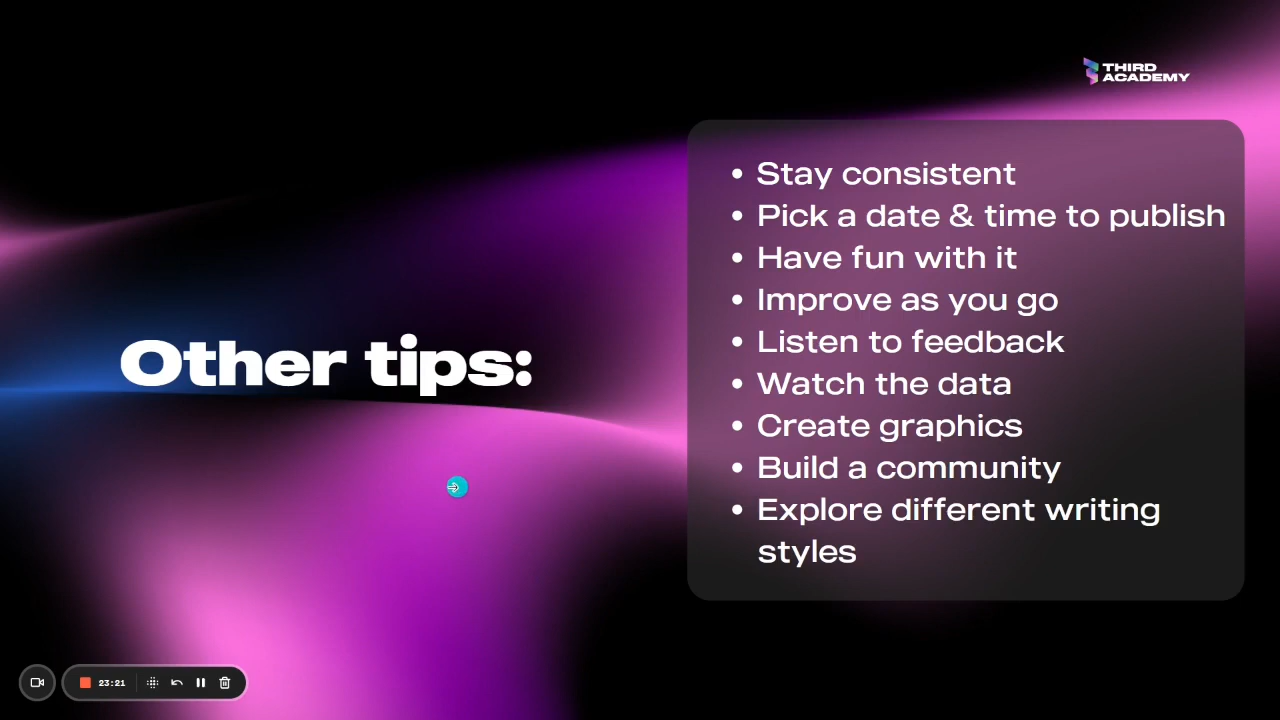 THIRD
ACADEMY
Other tips:
• Stay consistent
• Pick a date & time to publish
• Have fun with it
• Improve as you go
• Listen to feedback
• Watch the data
• Create graphics
• Build a community
• Explore different writing
styles
23:21